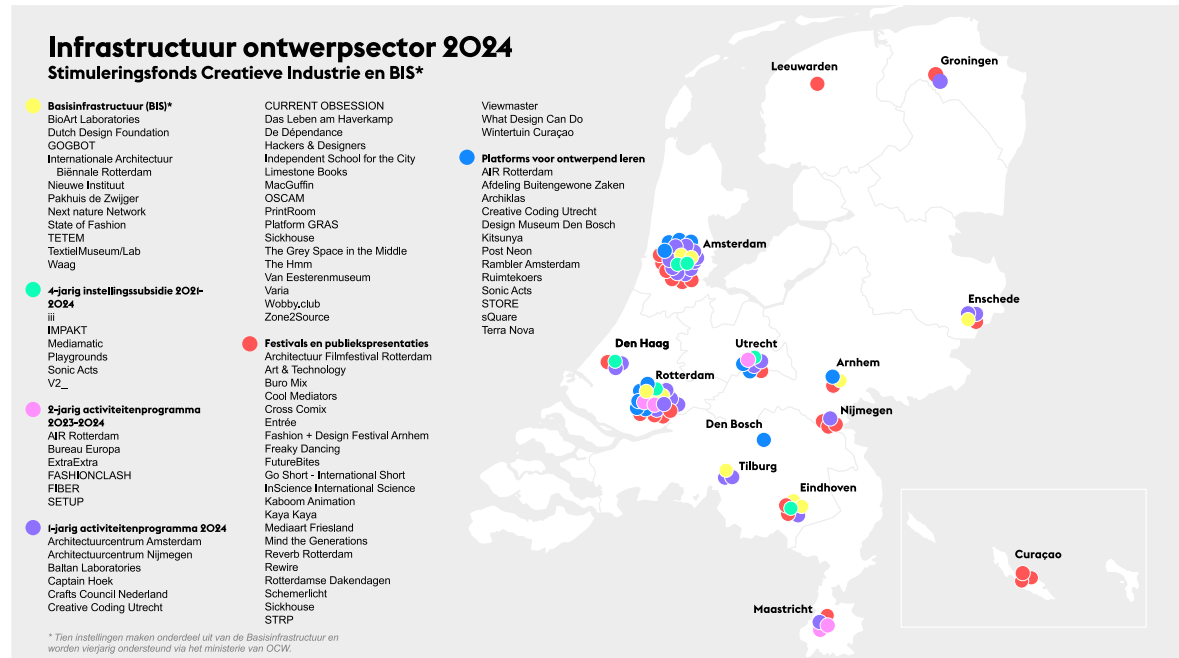 Infrastructuur ontwerpsector 2024
Stimuleringsfonds Creatieve Industrie en BIS*
Basisinfrastructuur (BIS)*
BioArt Laboratories
Dutch Design Foundation
GOGBOT
Internationale Architectuur
Biënnale Rotterdam
Nieuwe Instituut
Pakhuis de Zwijger
Next nature Network
State of Fashion
TETEM
TextielMuseum/Lab
Waag
4-jarig instellingssubsidie 2021-
2024
iii
IMPAKT
Mediamatic
Playgrounds
Sonic Acts
V2_
2-jarig activiteitenprogramma
2023-2024
AIR Rotterdam
Bureau Europa
ExtraExtra
FASHIONCLASH
FIBER
SETUP
1-jarig activiteitenprogramma 2024
Architectuurcentrum Amsterdam
Architectuurcentrum Nijmegen
Baltan Laboratories
Captain Hoek
Crafts Council Nederland
Creative Coding Utrecht
CURRENT OBSESSION
Das Leben am Haverkamp
De Dépendance
Hackers & Designers
Independent School for the City
Limestone Books
MacGuffin
OSCAM
PrintRoom
Platform GRAS
Sickhouse
The Grey Space in the Middle
The Hmm
Van Eesterenmuseum
Varia
Wobby.club
Zone2Source
Festivals en publiekspresentaties
Architectuur Filmfestival Rotterdam
Art & Technology
Buro Mix
Cool Mediators
Cross Comix
Entrée
Fashion + Design Festival Arnhem
Freaky Dancing
FutureBites
Go Short - International Short
InScience International Science
Kaboom Animation
Kaya Kaya
Mediaart Friesland
Mind the Generations
Reverb Rotterdam
Rewire
Rotterdamse Dakendagen
Schemerlicht
Sickhouse
STRP
Viewmaster
What Design Can Do
Wintertuin Curaçao
Platforms voor ontwerpend leren
AIR Rotterdam
Afdeling Buitengewone Zaken
Archiklas
Creative Coding Utrecht
Design Museum Den Bosch
Kitsunya
Post Neon
Rambler Amsterdam
Ruimtekoers
Sonic Acts
STORE
sQuare
Terra Nova
* Tien instellingen maken onderdeel uit van de Basisinfrastructuur en
worden vierjarig ondersteund via het ministerie van OCW.
Leeuwarden
Groningen
Amsterdam
Enschede
Den Haag
Utrecht
Arnhem
Rotterdam
Nijmegen
Den Bosch
Tilburg
Eindhoven
Curaçao
Maastricht